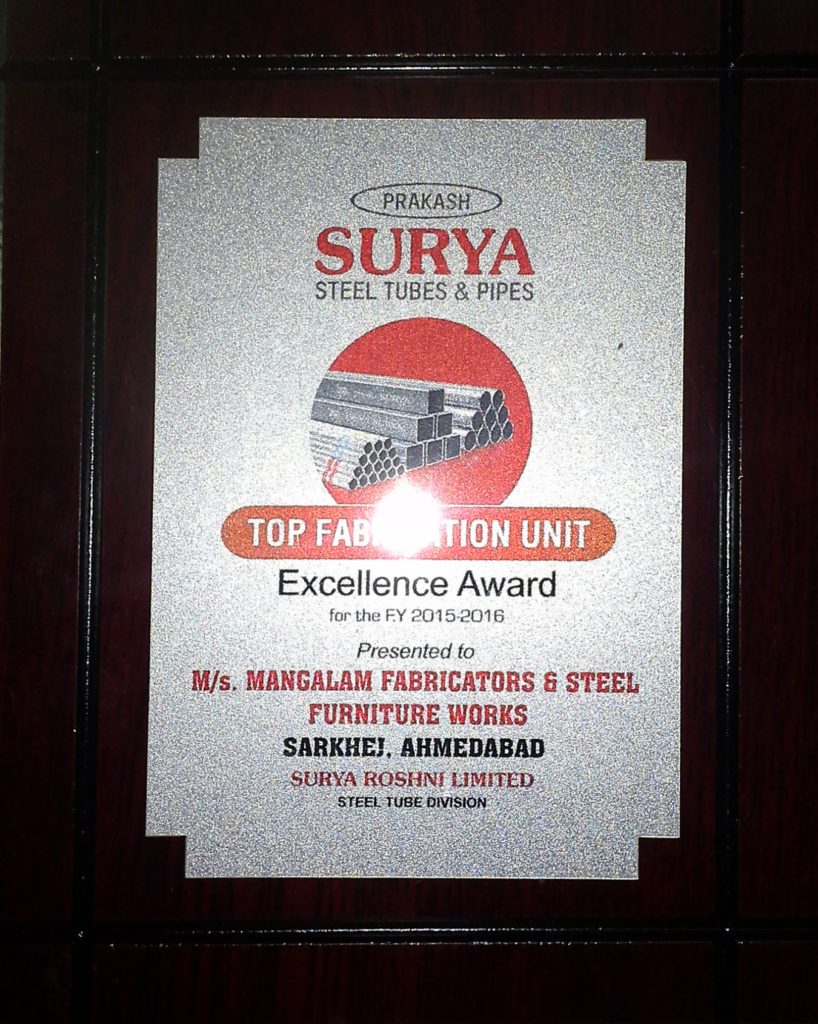 PRAKASH
SURYA
STEEL TUBES & PIPES
TOP UNIT
Excellence Award
for the F.Y 2015-2016
Presented to
M/s. MANGALAM FABRICATORS & STEEL
FURNITURE WORKS
SARKHEJ, AHMEDABAD
SURYA ROSHNI LIMITED
STEEL TUBE DIVISION